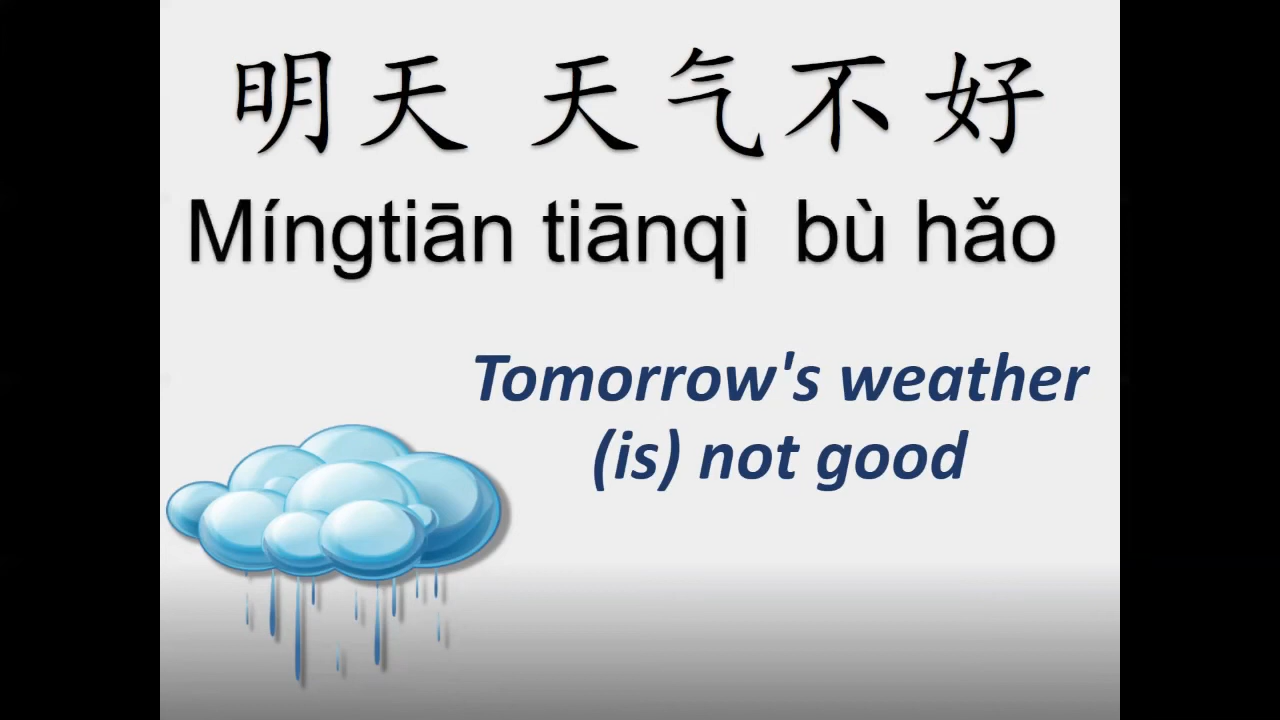 明天 天气不好
Míngtiān tiānqì bù hǎo
Tomorrow's weather
(is) not good